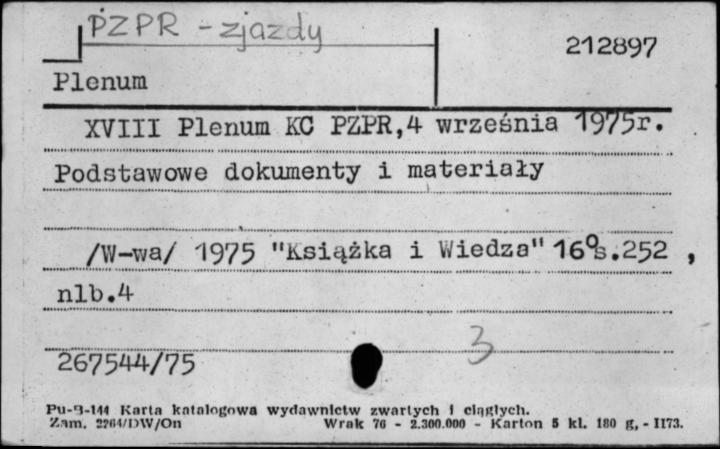 PZPR - zjazdy
212897
Plenum
XVIII Plenum KC PZPR, 4 września 1975r.
Podstawowe dokumenty i materiały
/W-wa/ 1975 "Książka i Wiedza" 16° s.252 ,
nlb.4
3
267544/75
Pu-B-144 Karta katalogowa wydawnictw zwartych i ciągłych.
Zam. 2264/DW/On Wrak 76 - 2.300.000 - Karton 5 kl. 180 g, - II73.